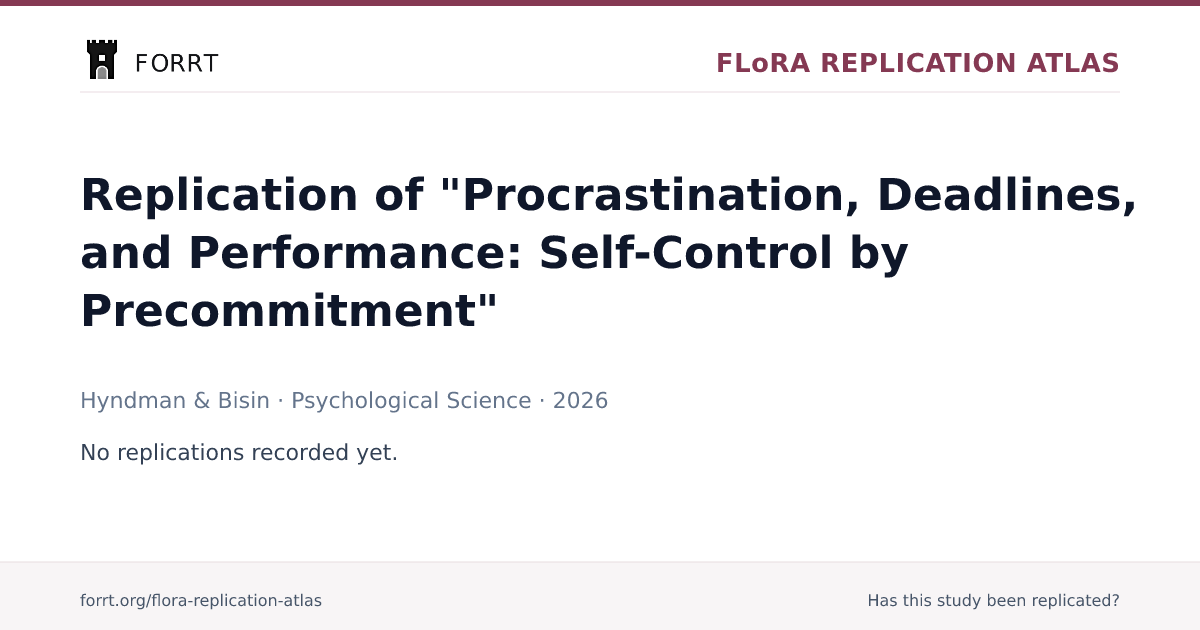 FORRT
FLoRA REPLICATION ATLAS
Replication of "Procrastination, Deadlines,
and Performance: Self-Control by
Precommitment"
Hyndman & Bisin · Psychological Science · 2026
No replications recorded yet.
forrt.org/flora-replication-atlas
Has this study been replicated?